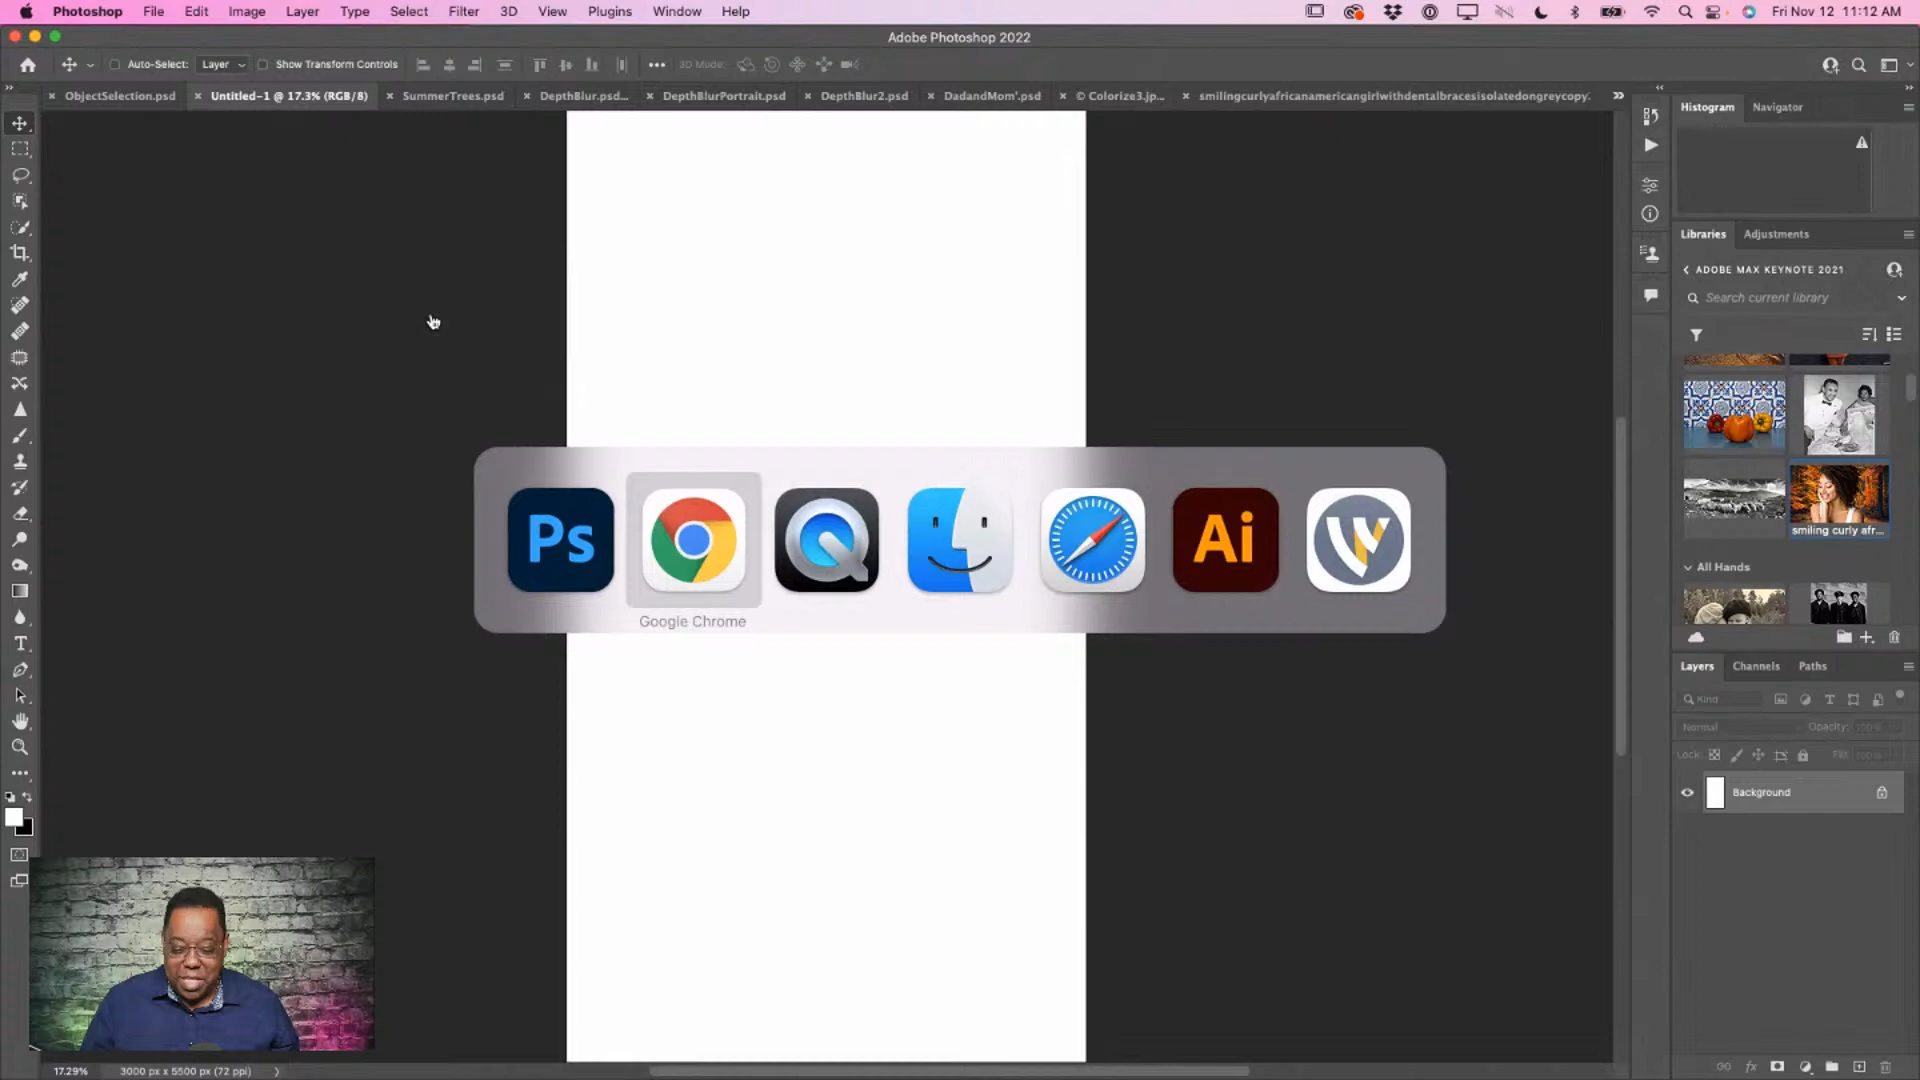 Photoshop File Edit Image Layer Type Select Filter 3D View Plugins Window Help Fri Nov 12 11:12 AM
Adobe Photoshop 2022
Auto-Select: Layer Show Transform Controls 3D Mode:
ObjectSelection.psd Untitled-1 @ 17.3% (RGB/8) SummerTrees.psd DepthBlur.psd... DepthBlurPortrait.psd DepthBlur2.psd DadandMom'.psd © Colorize3.jp... smilingcurlyafricanamericangirlwithdentalbracesisolatedongreycopy.
Histogram Navigator
Libraries Adjustments
ADOBE MAX KEYNOTE 2021
Search current library
smiling curly afr...
All Hands
Ps Ai
Google Chrome
Layers Channels Paths
Kind
Normal Opacity: 100%
Lock: Fill: 100%
Background
17.29% 3000 px x 5500 px (72 ppi)